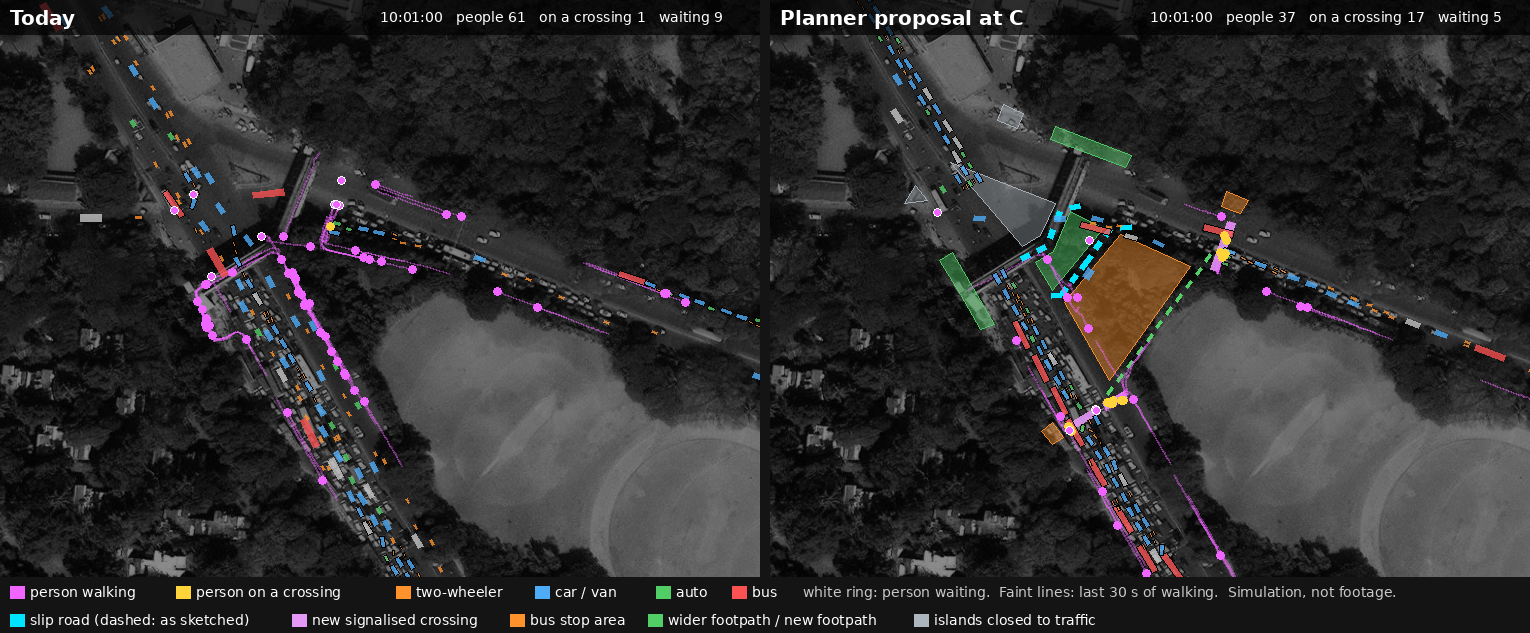 Today
10:01:00 people 61 on a crossing 1 waiting 9
Planner proposal at C
10:01:00 people 37 on a crossing 17 waiting 5
person walking
person on a crossing
two-wheeler
car / van
auto
bus
white ring: person waiting. Faint lines: last 30 s of walking. Simulation, not footage.
slip road (dashed: as sketched)
new signalised crossing
bus stop area
wider footpath / new footpath
islands closed to traffic